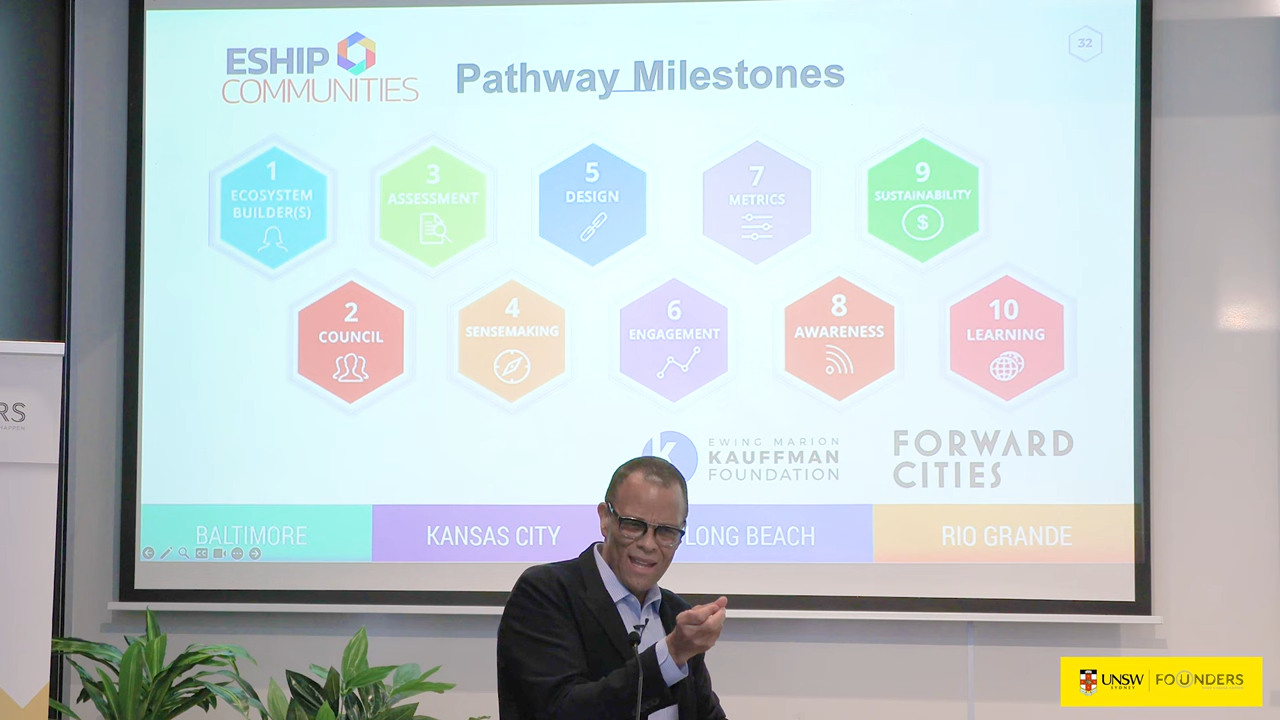 ESHIP
COMMUNITIES
Pathway Milestones
32
1
ECOSYSTEM
BUILDER(S)
3
ASSESSMENT
5
DESIGN
7
METRICS
9
SUSTAINABILITY
$
2
COUNCIL
4
SENSEMAKING
6
ENGAGEMENT
8
AWARENESS
10
LEARNING
EWING MARION
KAUFFMAN
FOUNDATION
FORWARD
CITIES
BALTIMORE
KANSAS CITY
LONG BEACH
RIO GRANDE
CC
RS
UNSW
SYDNEY
FOUNDERS